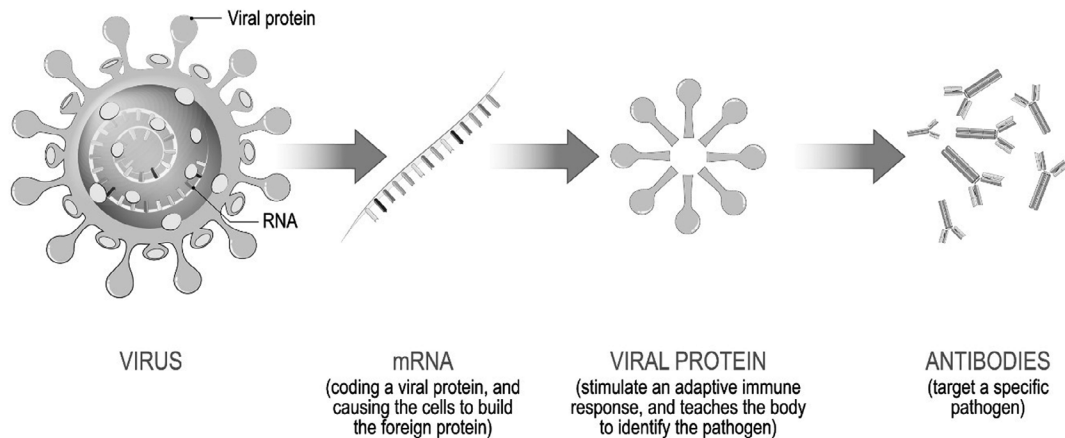 Viral protein
RNA
VIRUS
mRNA
(coding a viral protein, and
causing the cells to build
the foreign protein)
VIRAL PROTEIN
(stimulate an adaptive immune
response, and teaches the body
to identify the pathogen)
ANTIBODIES
(target a specific
pathogen)